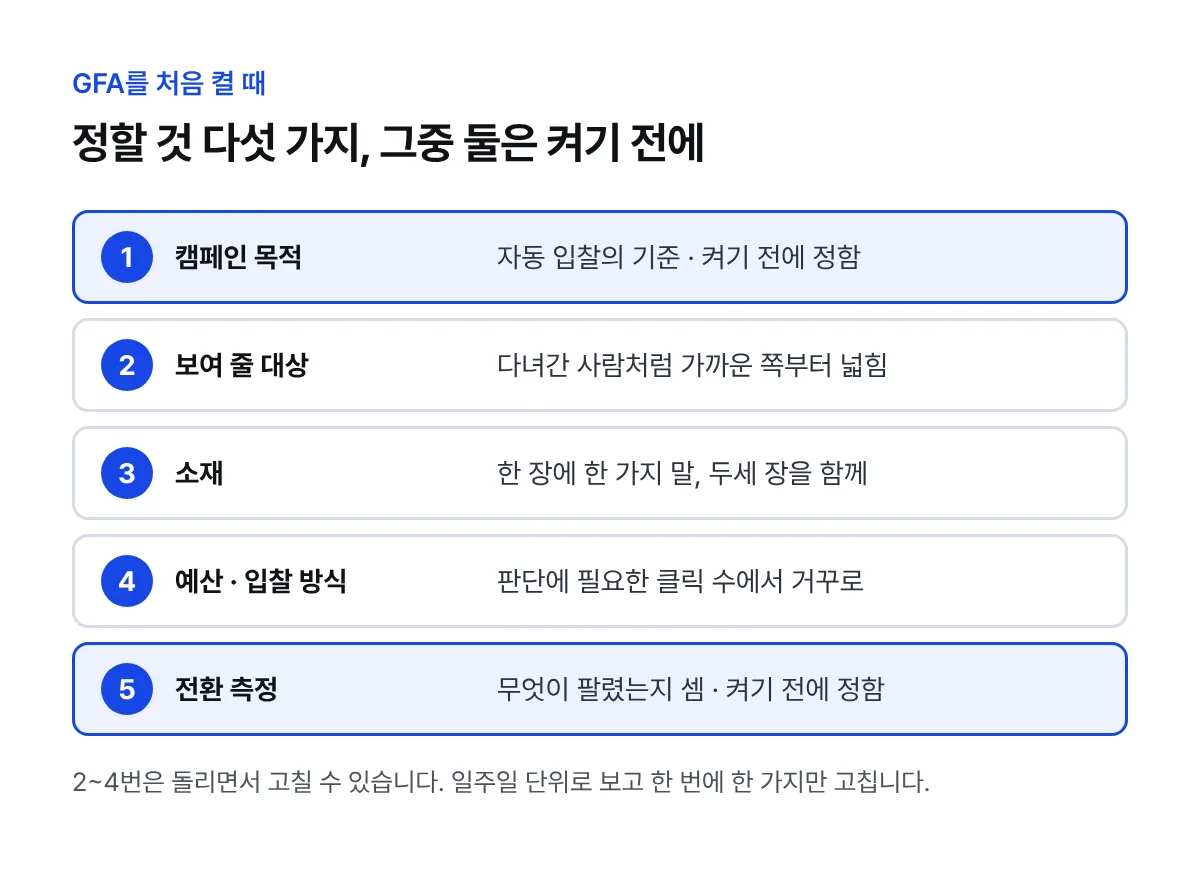 GFA를 처음 켤 때
정할 것 다섯 가지, 그중 둘은 켜기 전에
1 캠페인 목적 자동 입찰의 기준 · 켜기 전에 정함
2 보여 줄 대상 다녀간 사람처럼 가까운 쪽부터 넓힘
3 소재 한 장에 한 가지 말, 두세 장을 함께
4 예산 · 입찰 방식 판단에 필요한 클릭 수에서 거꾸로
5 전환 측정 무엇이 팔렸는지 셈 · 켜기 전에 정함
2~4번은 돌리면서 고칠 수 있습니다. 일주일 단위로 보고 한 번에 한 가지만 고칩니다.